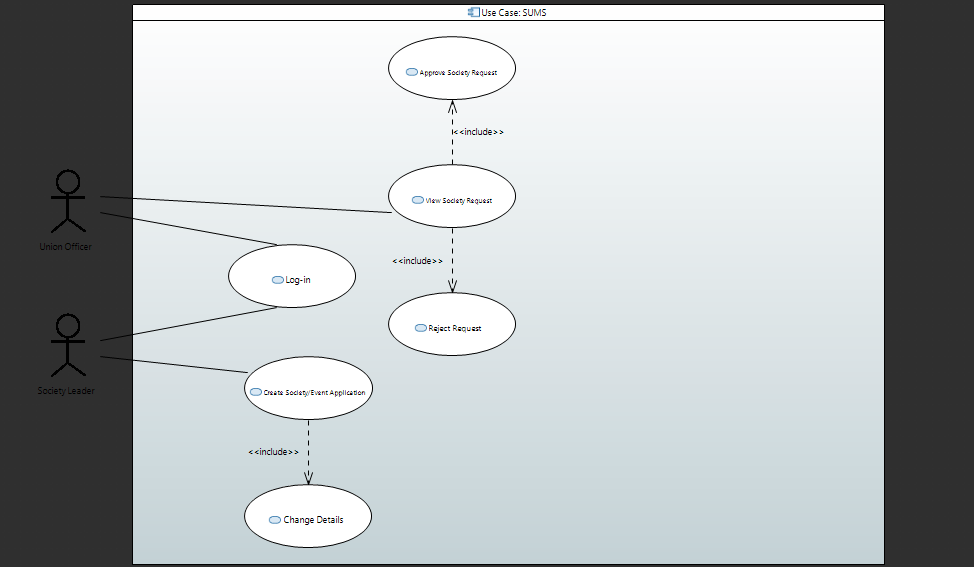 Use Case: SUMS
Approve Society Request
<<include>>
View Society Request
Union Officer
<<include>>
Log-in
Reject Request
Society Leader
Create Society/Event Application
<<include>>
Change Details